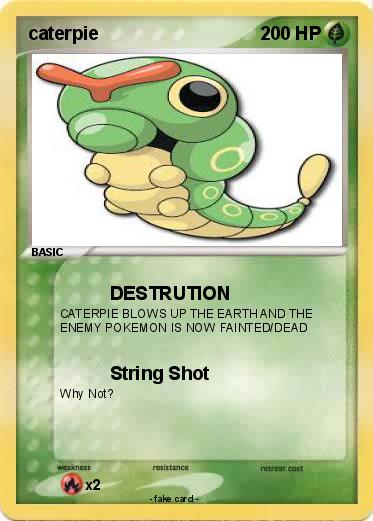 caterpie 200 HP
BASIC
DESTRUTION
CATERPIE BLOWS UP THE EARTH AND THE
ENEMY POKEMON IS NOW FAINTED/DEAD
String Shot
Why Not?
weakness resistance retreat cost
x2
- fake card -